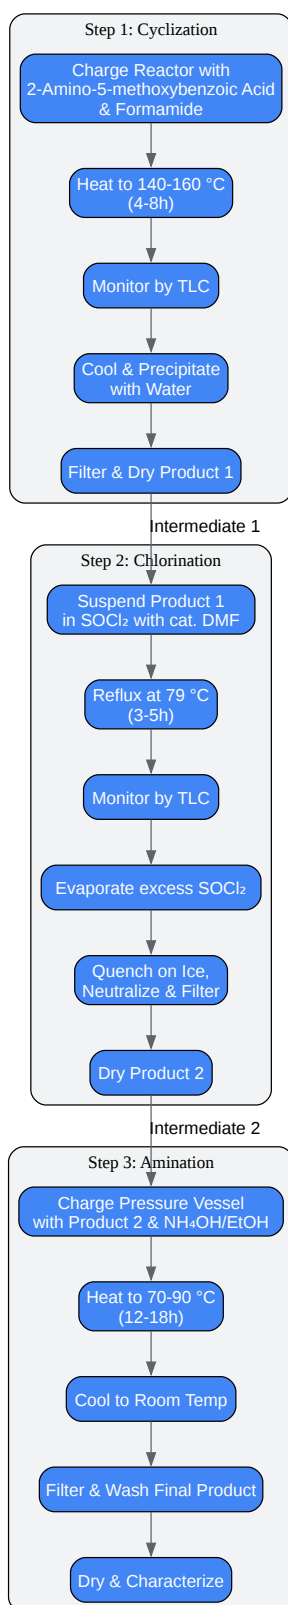 Step 1: Cyclization
Charge Reactor with
2-Amino-5-methoxybenzoic Acid
& Formamide
Heat to 140-160 °C
(4-8h)
Monitor by TLC
Cool & Precipitate
with Water
Filter & Dry Product 1
Intermediate 1
Step 2: Chlorination
Suspend Product 1
in SOCl₂ with cat. DMF
Reflux at 79 °C
(3-5h)
Monitor by TLC
Evaporate excess SOCl₂
Quench on Ice,
Neutralize & Filter
Dry Product 2
Intermediate 2
Step 3: Amination
Charge Pressure Vessel
with Product 2 & NH₄OH/EtOH
Heat to 70-90 °C
(12-18h)
Cool to Room Temp
Filter & Wash Final Product
Dry & Characterize